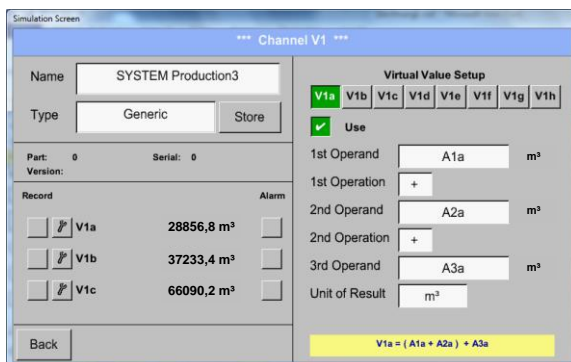 Simulation Screen
*** Channel V1 ***
Name SYSTEM Production3
Type Generic Store
Part: 0 Serial: 0
Version:
Record Alarm
V1a 28856,8 m³
V1b 37233,4 m³
V1c 66090,2 m³
Back
Virtual Value Setup
V1a V1b V1c V1d V1e V1f V1g V1h
Use
1st Operand A1a m³
1st Operation +
2nd Operand A2a m³
2nd Operation +
3rd Operand A3a m³
Unit of Result m³
V1a = ( A1a + A2a ) + A3a